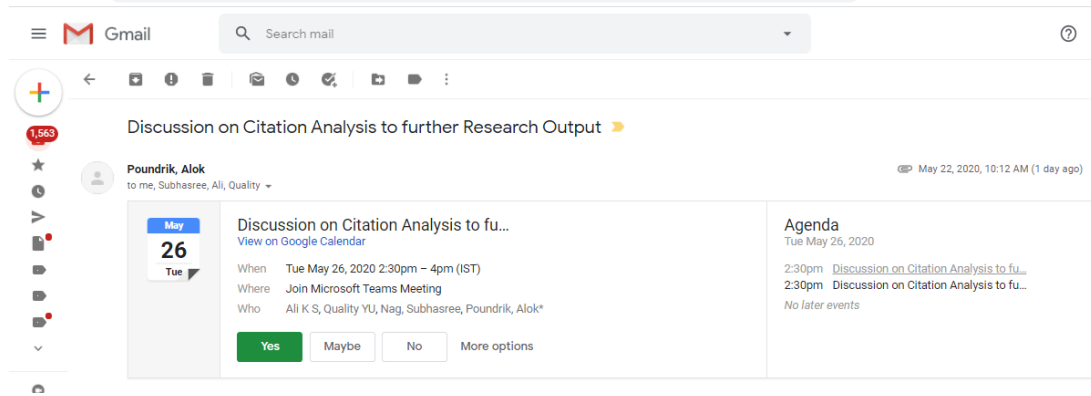 Gmail
Search mail
1,563
Discussion on Citation Analysis to further Research Output
Poundrik, Alok
May 22, 2020, 10:12 AM (1 day ago)
to me, Subhasree, Ali, Quality
May
26
Tue
Discussion on Citation Analysis to fu...
View on Google Calendar
When Tue May 26, 2020 2:30pm – 4pm (IST)
Where Join Microsoft Teams Meeting
Who Ali K S, Quality YU, Nag, Subhasree, Poundrik, Alok*
Yes Maybe No More options
Agenda
Tue May 26, 2020
2:30pm Discussion on Citation Analysis to fu...
2:30pm Discussion on Citation Analysis to fu...
No later events